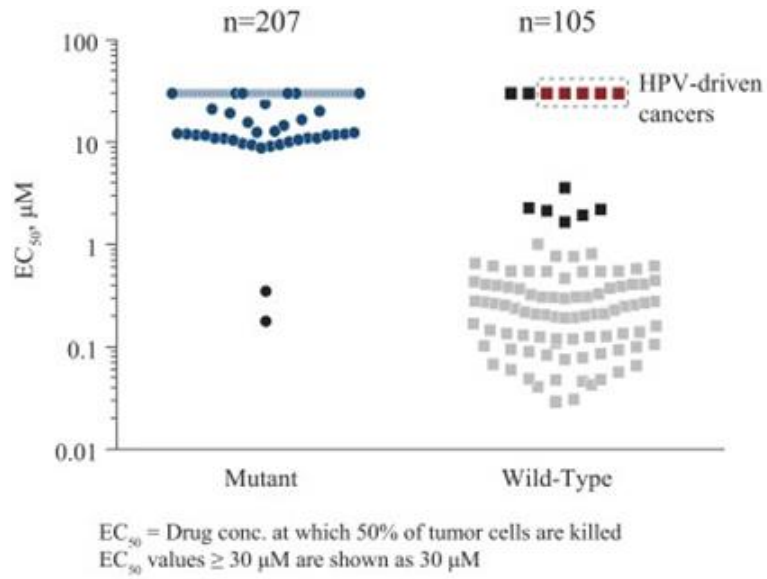 n=207
n=105
100
10
1
0.1
0.01
EC50, μM
HPV-driven
cancers
Mutant
Wild-Type
EC50 = Drug conc. at which 50% of tumor cells are killed
EC50 values ≥ 30 μM are shown as 30 μM